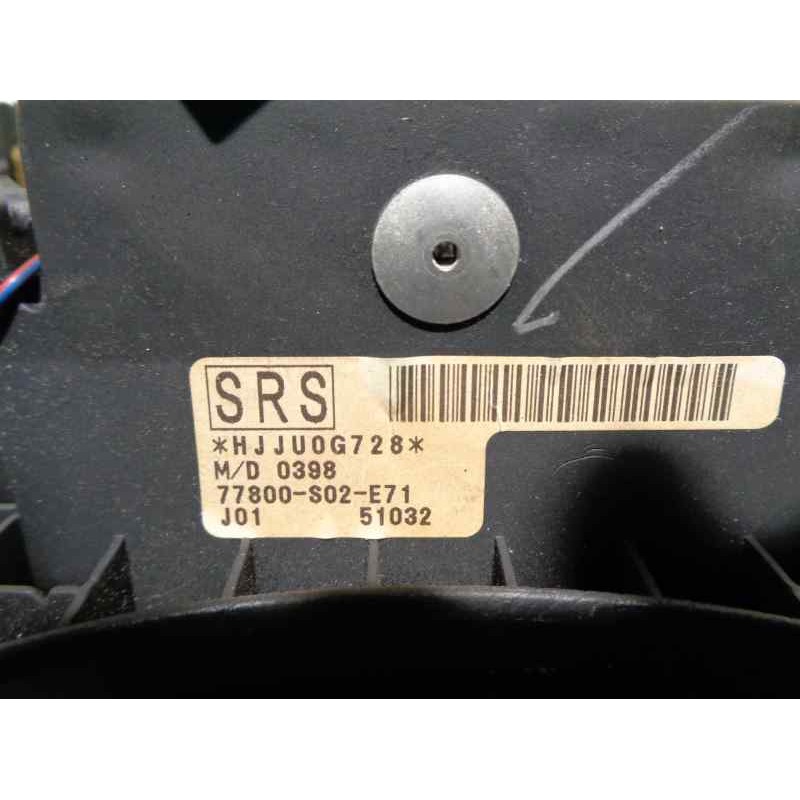 SRS
*HJJU0G728*
M/D 0398
77800-S02-E71
J01 51032